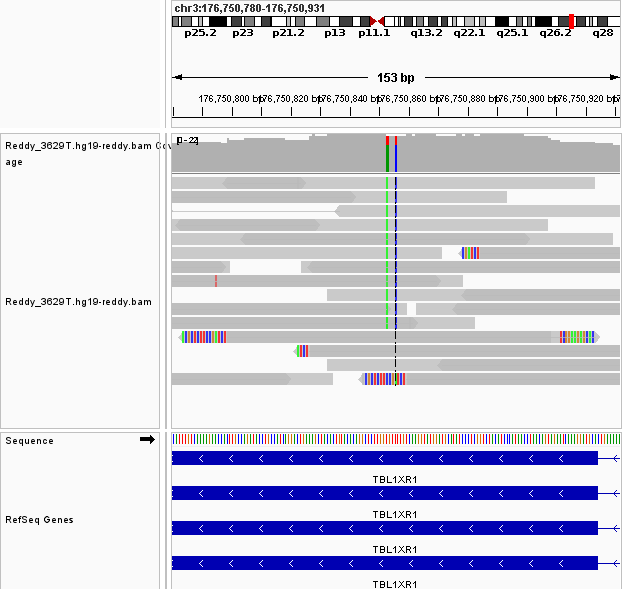 chr3:176,750,780-176,750,931
p25.2 p23 p21.2 p13 p11.1 q13.2 q22.1 q25.1 q26.2 q28
153 bp
176,750,800 bp 176,750,820 bp 176,750,840 bp 176,750,860 bp 176,750,880 bp 176,750,900 bp 176,750,920 bp
Reddy_3629T.hg19-reddy.bam Cov
age
[0-22]
Reddy_3629T.hg19-reddy.bam
Sequence
TBL1XR1
TBL1XR1
RefSeq Genes
TBL1XR1
TBL1XR1